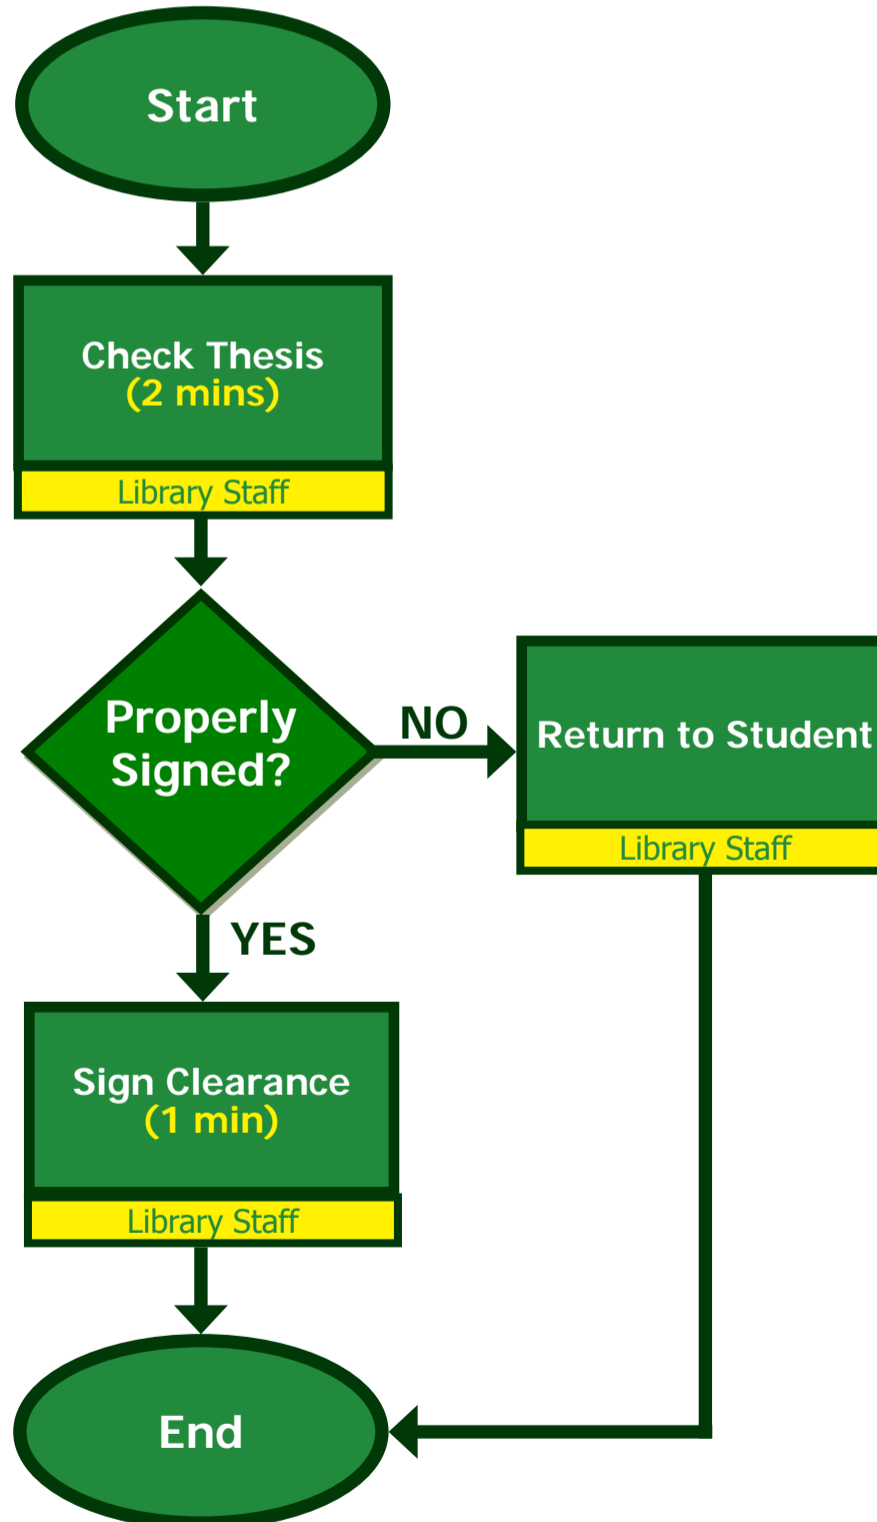 Start
Check Thesis
(2 mins)
Library Staff
Properly
Signed?
NO
Return to Student
Library Staff
YES
Sign Clearance
(1 min)
Library Staff
End